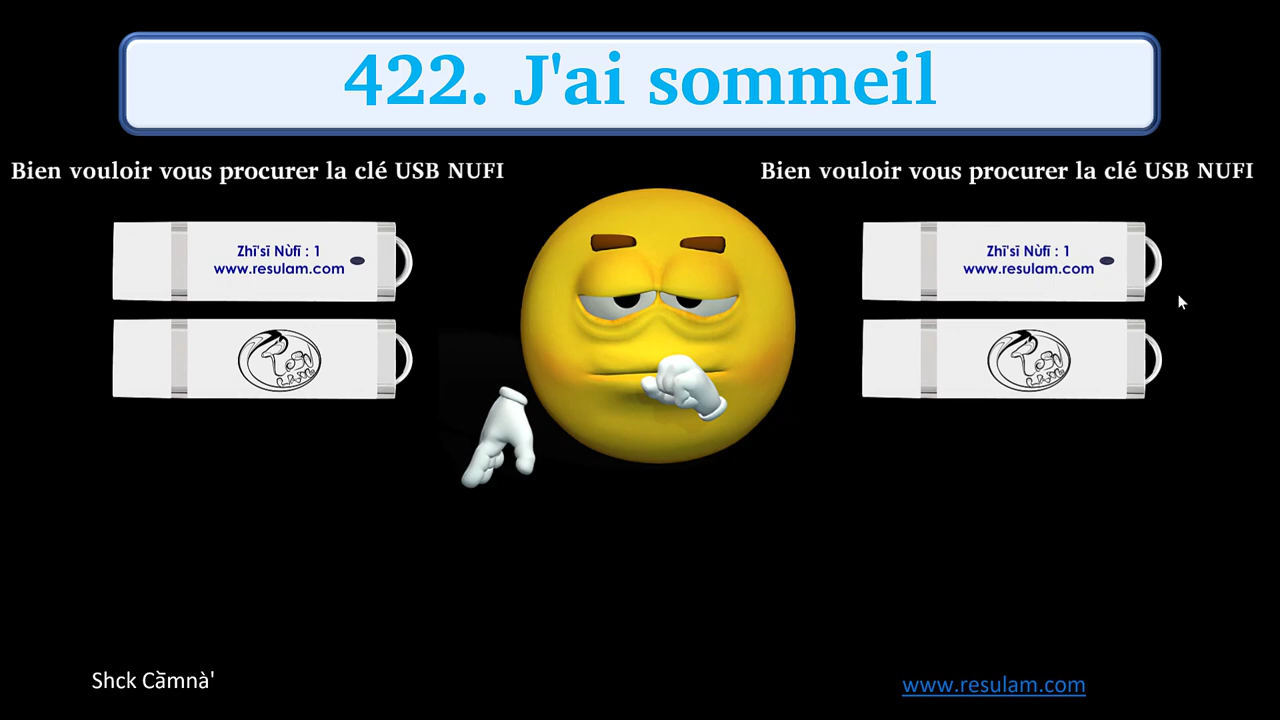 422. J'ai sommeil
Bien vouloir vous procurer la clé USB NUFI
Bien vouloir vous procurer la clé USB NUFI
Zhī'sī Nùfī : 1
www.resulam.com
Zhī'sī Nùfī : 1
www.resulam.com
Shck Cāmnà'
www.resulam.com